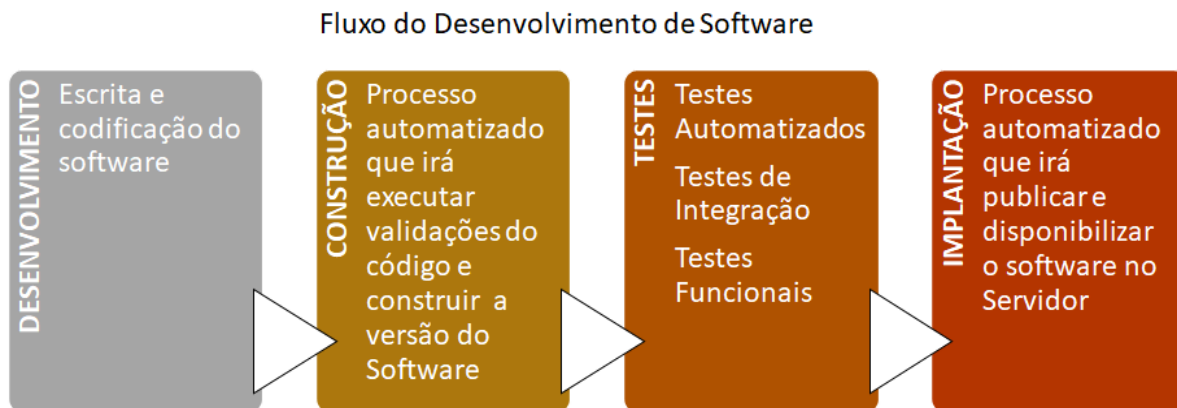 Fluxo do Desenvolvimento de Software
DESENVOLVIMENTO
Escrita e
codificação do
software
CONSTRUÇÃO
Processo
automatizado
que irá
executar
validações do
código e
construir a
versão do
Software
TESTES
Testes
Automatizados
Testes de
Integração
Testes
Funcionais
IMPLANTAÇÃO
Processo
automatizado
que irá
publicar e
disponibilizar
o software no
Servidor